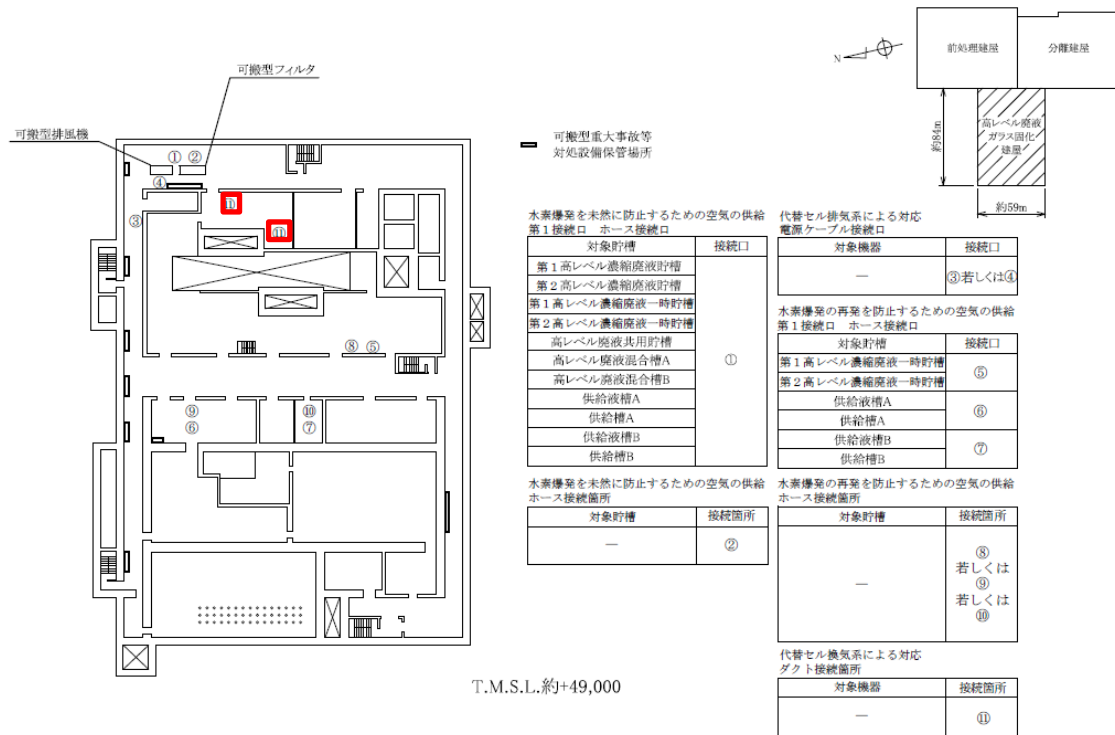 可搬型フィルタ
可搬型排風機
① ②
④
③
⑪
⑪
⑧ ⑤
⑨ ⑩
⑥ ⑦
T.M.S.L.約+49,000
可搬型重大事故等
対処設備保管場所
N
前処理建屋
分離建屋
高レベル廃液
ガラス固化
建屋
約84m
約59m
水素爆発を未然に防止するための空気の供給
第1接続口 ホース接続口
対象貯槽 接続口
第1高レベル濃縮廃液貯槽
第2高レベル濃縮廃液貯槽
第1高レベル濃縮廃液一時貯槽
第2高レベル濃縮廃液一時貯槽
高レベル廃液共用貯槽
高レベル廃液混合槽A
高レベル廃液混合槽B
供給液槽A
供給槽A
供給液槽B
供給槽B
①
水素爆発を未然に防止するための空気の供給
ホース接続箇所
対象貯槽 接続箇所
― ②
代替セル排気系による対応
電源ケーブル接続口
対象機器 接続口
― ③若しくは④
水素爆発の再発を防止するための空気の供給
第1接続口 ホース接続口
対象貯槽 接続口
第1高レベル濃縮廃液一時貯槽
第2高レベル濃縮廃液一時貯槽
⑤
供給液槽A
供給槽A
⑥
供給液槽B
供給槽B
⑦
水素爆発の再発を防止するための空気の供給
ホース接続箇所
対象貯槽 接続箇所
―
⑧
若しくは
⑨
若しくは
⑩
代替セル換気系による対応
ダクト接続箇所
対象機器 接続箇所
― ⑪